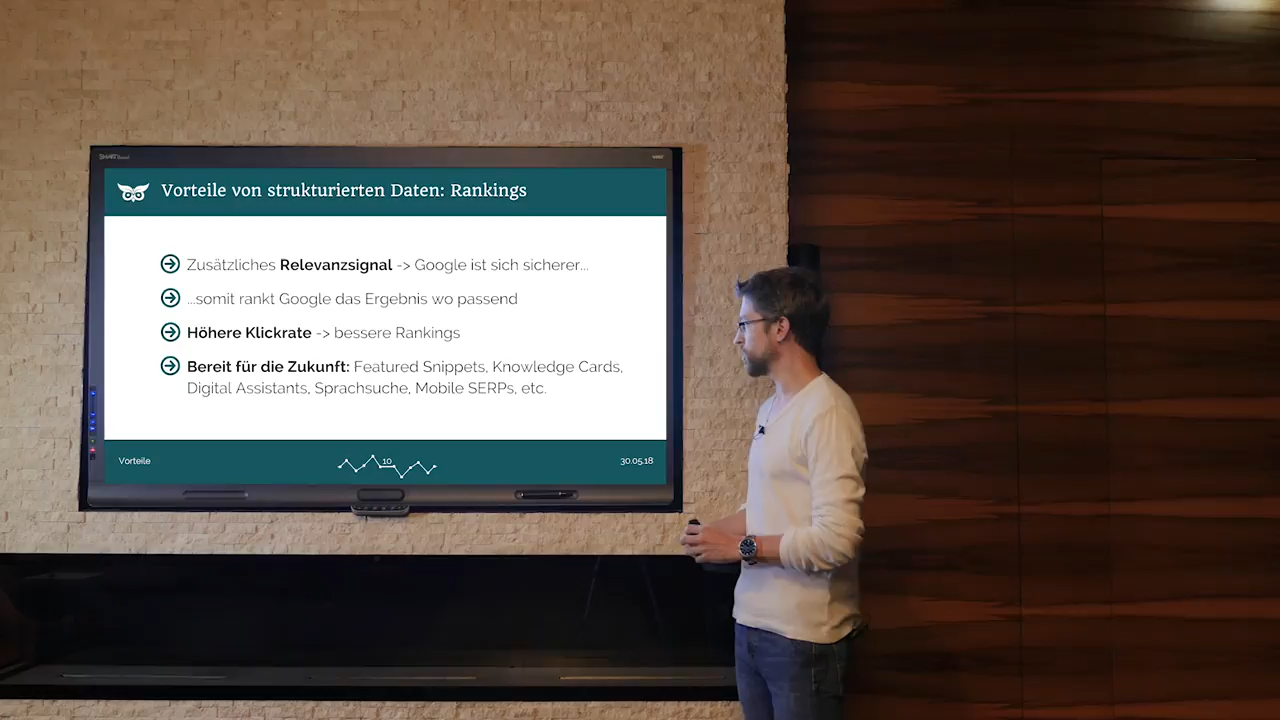 SMART
Vorteile von strukturierten Daten: Rankings
Zusätzliches Relevanzsignal -> Google ist sich sicherer...
...somit rankt Google das Ergebnis wo passend
Höhere Klickrate -> bessere Rankings
Bereit für die Zukunft: Featured Snippets, Knowledge Cards,
Digital Assistants, Sprachsuche, Mobile SERPs, etc.
Vorteile
10
30.05.18